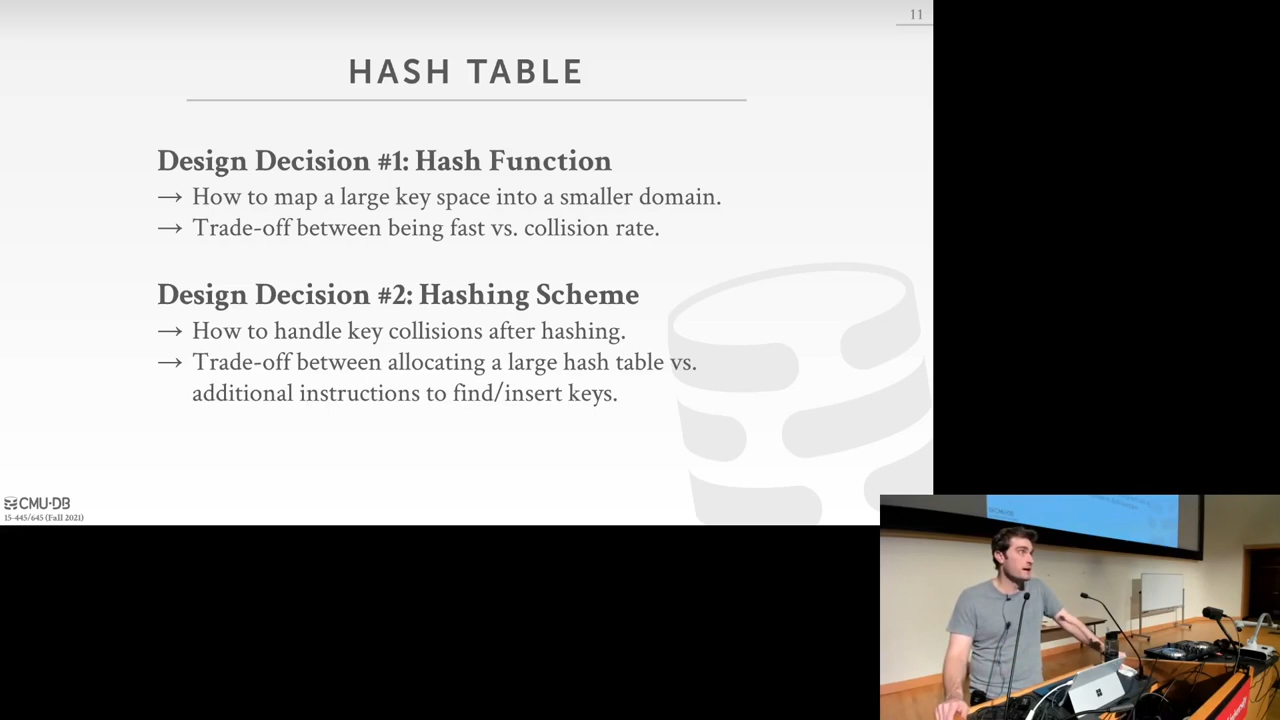 11
HASH TABLE
Design Decision #1: Hash Function
→ How to map a large key space into a smaller domain.
→ Trade-off between being fast vs. collision rate.
Design Decision #2: Hashing Scheme
→ How to handle key collisions after hashing.
→ Trade-off between allocating a large hash table vs.
additional instructions to find/insert keys.
CMU·DB
15-445/645 (Fall 2021)